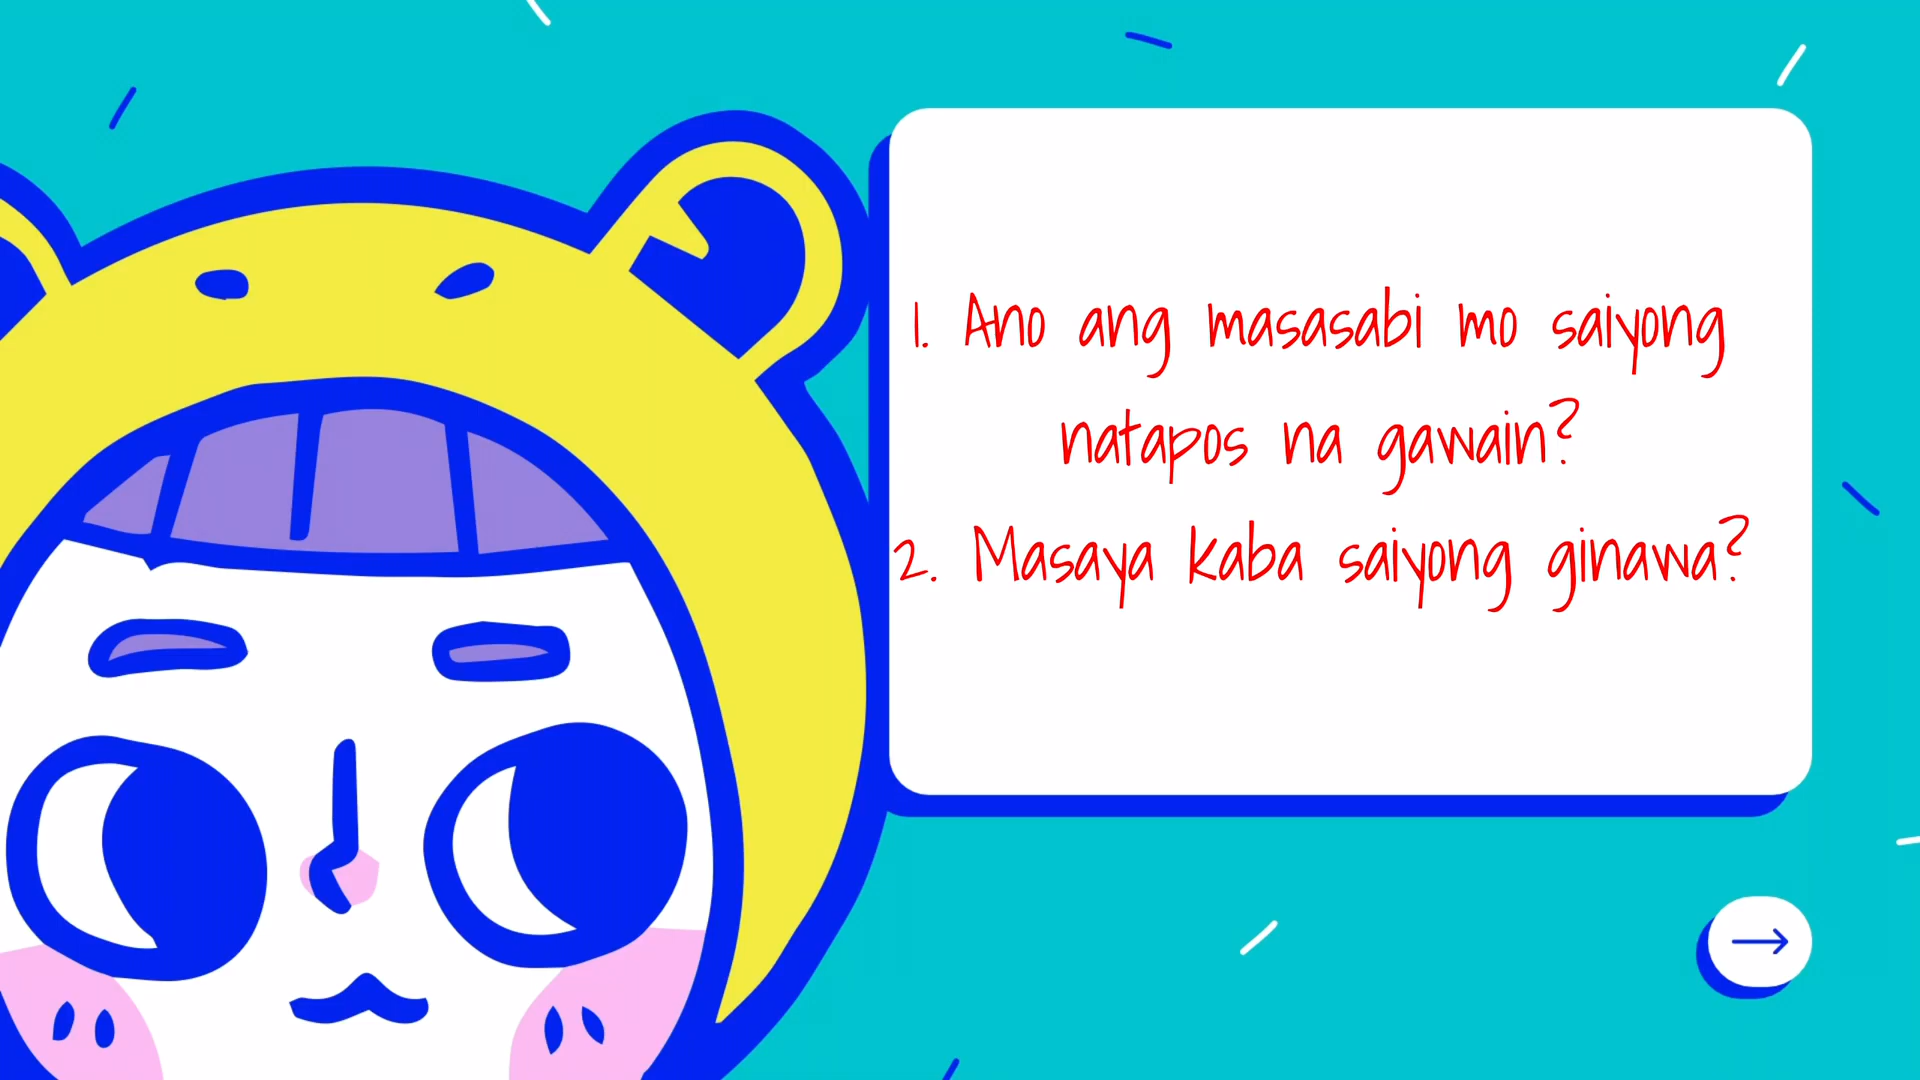 1. Ano ang masasabi mo saiyong
natapos na gawain?
2. Masaya kaba saiyong ginawa?